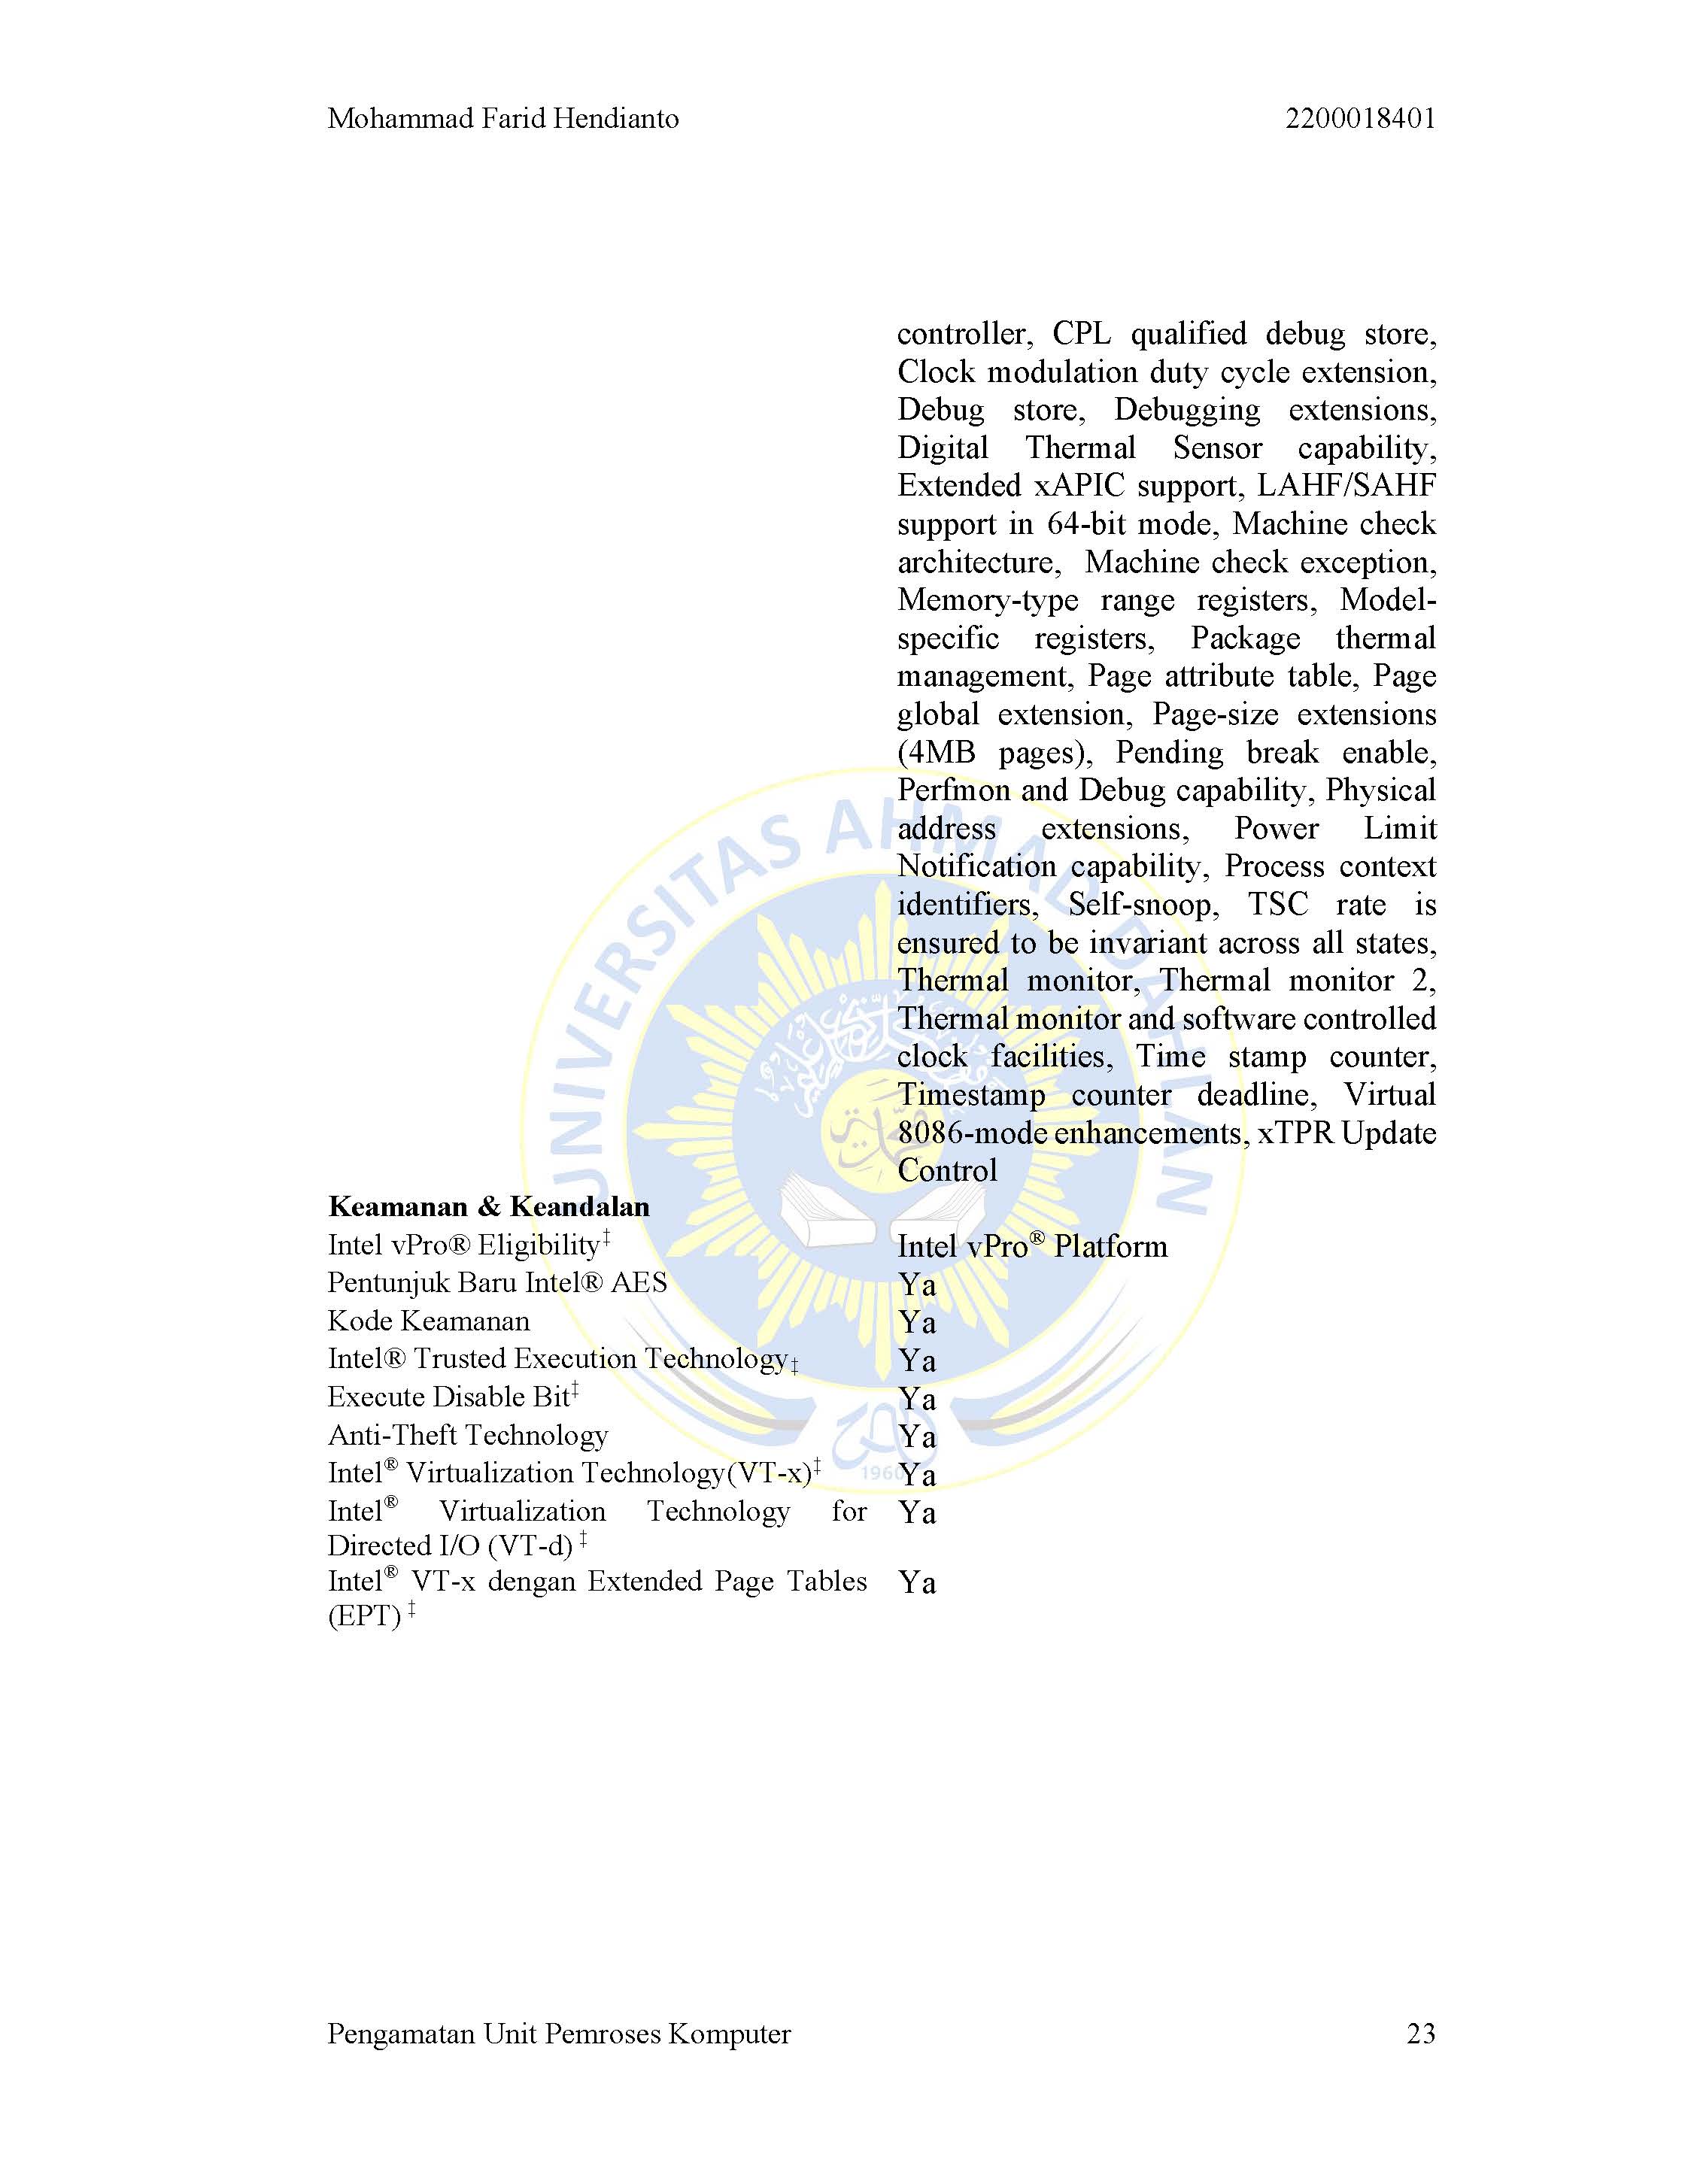 Mohammad Farid Hendianto 2200018401
controller, CPL qualified debug store,
Clock modulation duty cycle extension,
Debug store, Debugging extensions,
Digital Thermal Sensor capability,
Extended xAPIC support, LAHF/SAHF
support in 64-bit mode, Machine check
architecture, Machine check exception,
Memory-type range registers, Model-
specific registers, Package thermal
management, Page attribute table, Page
global extension, Page-size extensions
(4MB pages), Pending break enable,
Perfmon and Debug capability, Physical
address extensions, Power Limit
Notification capability, Process context
identifiers, Self-snoop, TSC rate is
ensured to be invariant across all states,
Thermal monitor, Thermal monitor 2,
Thermal monitor and software controlled
clock facilities, Time stamp counter,
Timestamp counter deadline, Virtual
8086-mode enhancements, xTPR Update
Control
Keamanan & Keandalan
Intel vPro® Eligibility‡ Intel vPro® Platform
Pentunjuk Baru Intel® AES Ya
Kode Keamanan Ya
Intel® Trusted Execution Technology‡ Ya
Execute Disable Bit‡ Ya
Anti-Theft Technology Ya
Intel® Virtualization Technology(VT-x)‡ Ya
Intel® Virtualization Technology for Ya
Directed I/O (VT-d) ‡
Intel® VT-x dengan Extended Page Tables Ya
(EPT) ‡
UNIVERSITAS AHMAD DAHLAN
1960
Pengamatan Unit Pemroses Komputer 23